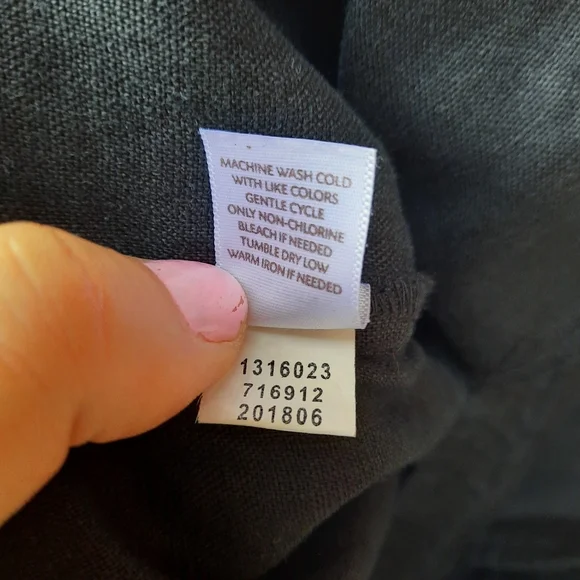 MACHINE WASH COLD
WITH LIKE COLORS
GENTLE CYCLE
ONLY NON-CHLORINE
BLEACH IF NEEDED
TUMBLE DRY LOW
WARM IRON IF NEEDED
1316023
716912
201806